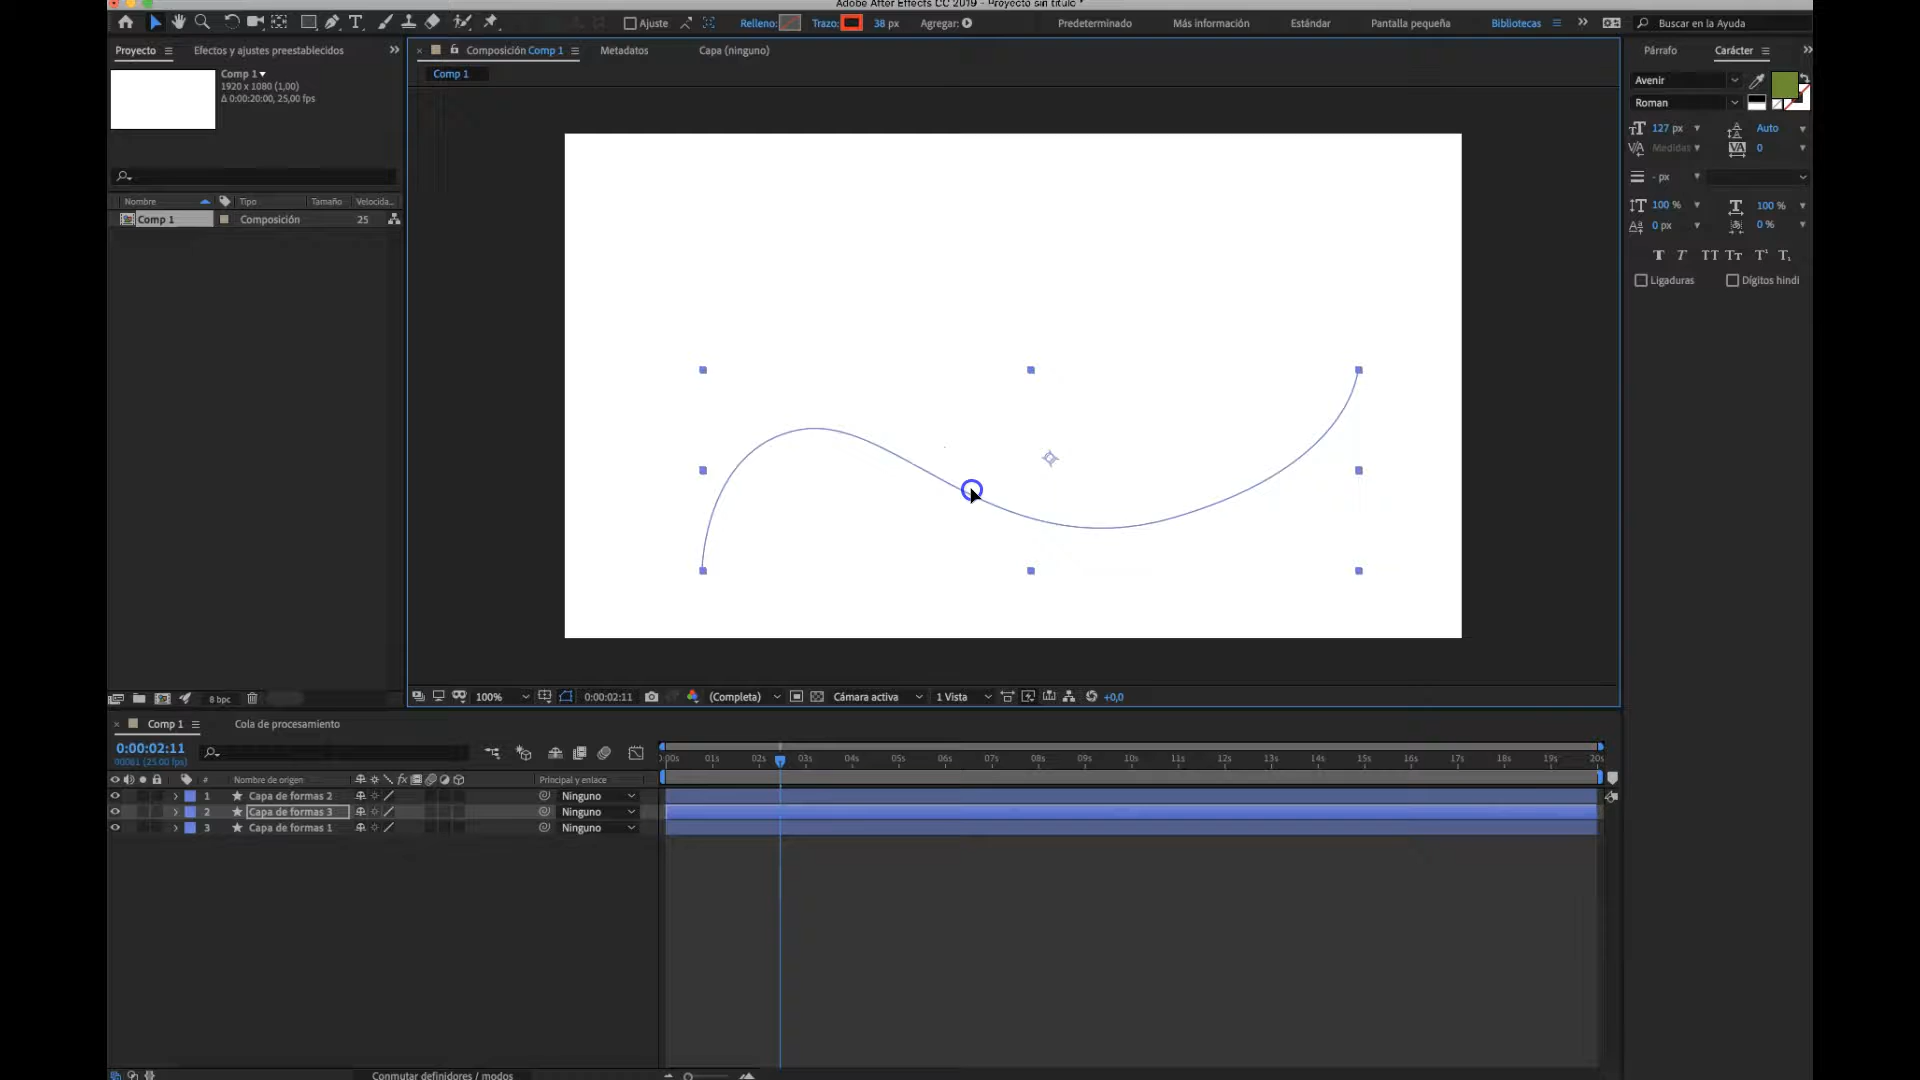 Adobe After Effects CC 2019 - Proyecto sin título *
Ajuste
Relleno:
Trazo:
38 px
Agregar:
Predeterminado
Más información
Estándar
Pantalla pequeña
Bibliotecas
Buscar en la Ayuda
Proyecto
Efectos y ajustes preestablecidos
Composición Comp 1
Metadatos
Capa (ninguno)
Párrafo
Carácter
Comp 1
1920 x 1080 (1,00)
Δ 0:00:20:00, 25,00 fps
Comp 1
Avenir
Roman
127 px
Auto
Medidas
0
- px
100 %
100 %
0 px
0 %
Ligaduras
Dígitos hindi
Nombre
Tipo
Tamaño
Velocida...
Comp 1
Composición
25
8 bpc
100%
0:00:02:11
(Completa)
Cámara activa
1 Vista
+0,0
Comp 1
Cola de procesamiento
0:00:02:11
00061 (25.00 fps)
):00s
01s
02s
03s
04s
05s
06s
07s
08s
09s
10s
11s
12s
13s
14s
15s
16s
17s
18s
19s
20s
#
Nombre de origen
Principal y enlace
1
Capa de formas 2
Ninguno
2
Capa de formas 3
Ninguno
3
Capa de formas 1
Ninguno
Conmutar definidores / modos